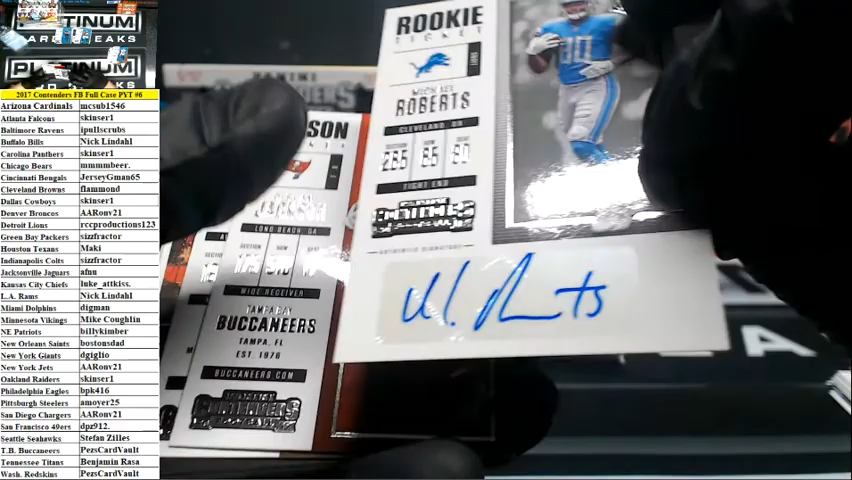 PLATINUM
2017 Contenders FB Full Case PYT #6
Arizona Cardinals mcsub1546
Atlanta Falcons skinser1
Baltimore Ravens ipullscrubs
Buffalo Bills Nick Lindahl
Carolina Panthers skinser1
Chicago Bears mmmmbeer.
Cincinnati Bengals JerseyGman65
Cleveland Browns flammond
Dallas Cowboys skinser1
Denver Broncos AARonv21
Detroit Lions rccproductions123
Green Bay Packers sizzfractor
Houston Texans Maki
Indianapolis Colts sizzfractor
Jacksonville Jaguars afnu
Kansas City Chiefs luke_attkiss.
L.A. Rams Nick Lindahl
Miami Dolphins digman
Minnesota Vikings Mike Coughlin
NE Patriots billykimber
New Orleans Saints bostonsdad
New York Giants dgiglio
New York Jets AARonv21
Oakland Raiders skinser1
Philadelphia Eagles bpk416
Pittsburgh Steelers amoyer25
San Diego Chargers AARonv21
San Francisco 49ers dpz912.
Seattle Seahawks Stefan Zilles
T.B. Buccaneers PezsCardVault
Tennessee Titans Benjamin Rasa
Wash. Redskins PezsCardVault
ROOKIE
TICKET
LIONS
ROBERTS
CLEVELAND, OH
SECTION ROW SEAT
TIGHT END
CONTENDERS
AUTHENTIC SIGNATURE
80
SON
LONG BEACH, CA
SECTION ROW
WIDE RECEIVER
TAMPA BAY
BUCCANEERS
TAMPA, FL
EST. 1976
BUCCANEERS.COM
CONTENDERS